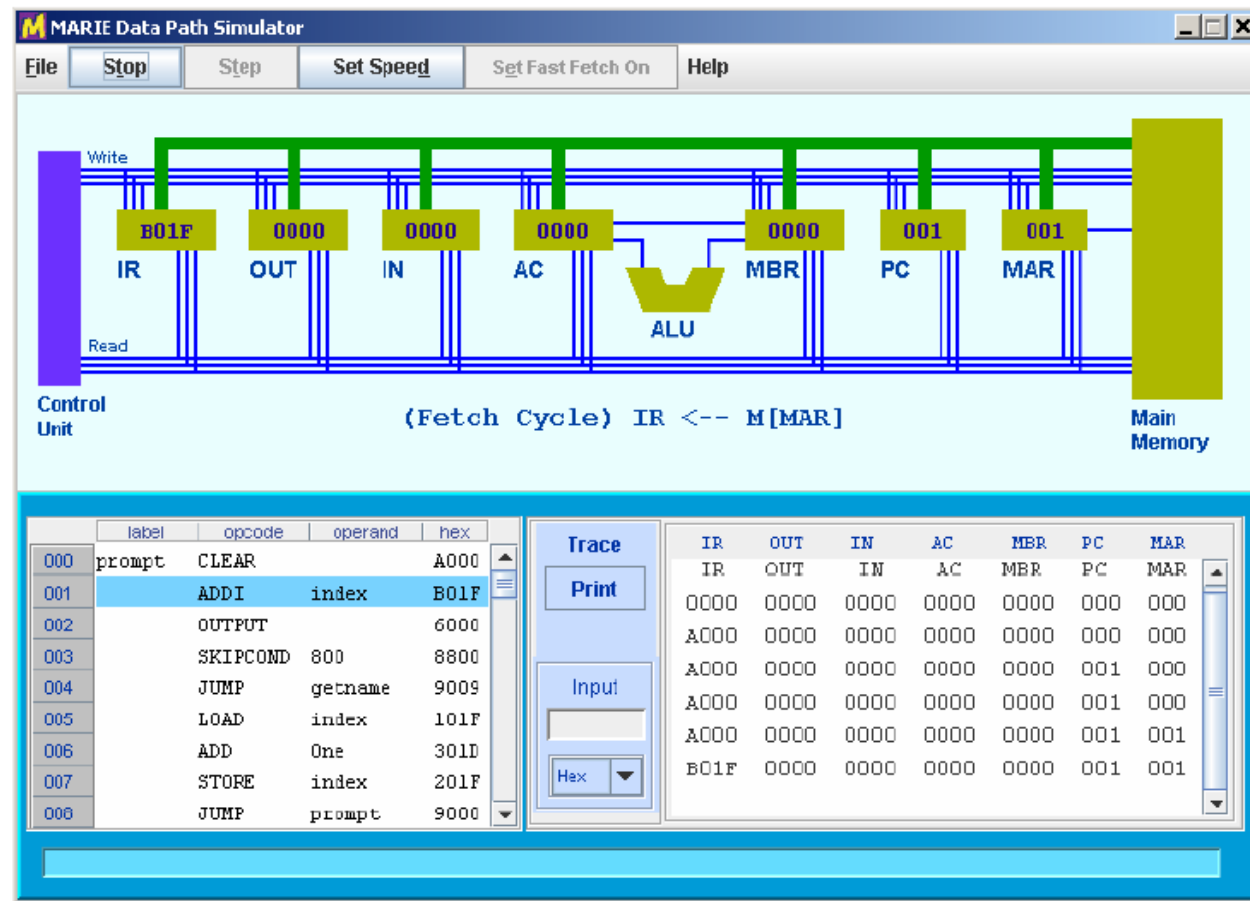 MARIE Data Path Simulator
File Stop Step Set Speed Set Fast Fetch On Help
Write
B01F 0000 0000 0000 0000 001 001
IR OUT IN AC MBR PC MAR
ALU
Read
Control Unit
(Fetch Cycle) IR <-- M[MAR]
Main Memory
label opcode operand hex
000 prompt CLEAR A000
001 ADDI index B01F
002 OUTPUT 6000
003 SKIPCOND 800 8800
004 JUMP getname 9009
005 LOAD index 101F
006 ADD One 301D
007 STORE index 201F
008 JUMP prompt 9000
Trace
Print
Input
Hex
IR OUT IN AC MBR PC MAR
IR OUT IN AC MBR PC MAR
0000 0000 0000 0000 0000 000 000
A000 0000 0000 0000 0000 000 000
A000 0000 0000 0000 0000 001 000
A000 0000 0000 0000 0000 001 000
A000 0000 0000 0000 0000 001 001
B01F 0000 0000 0000 0000 001 001